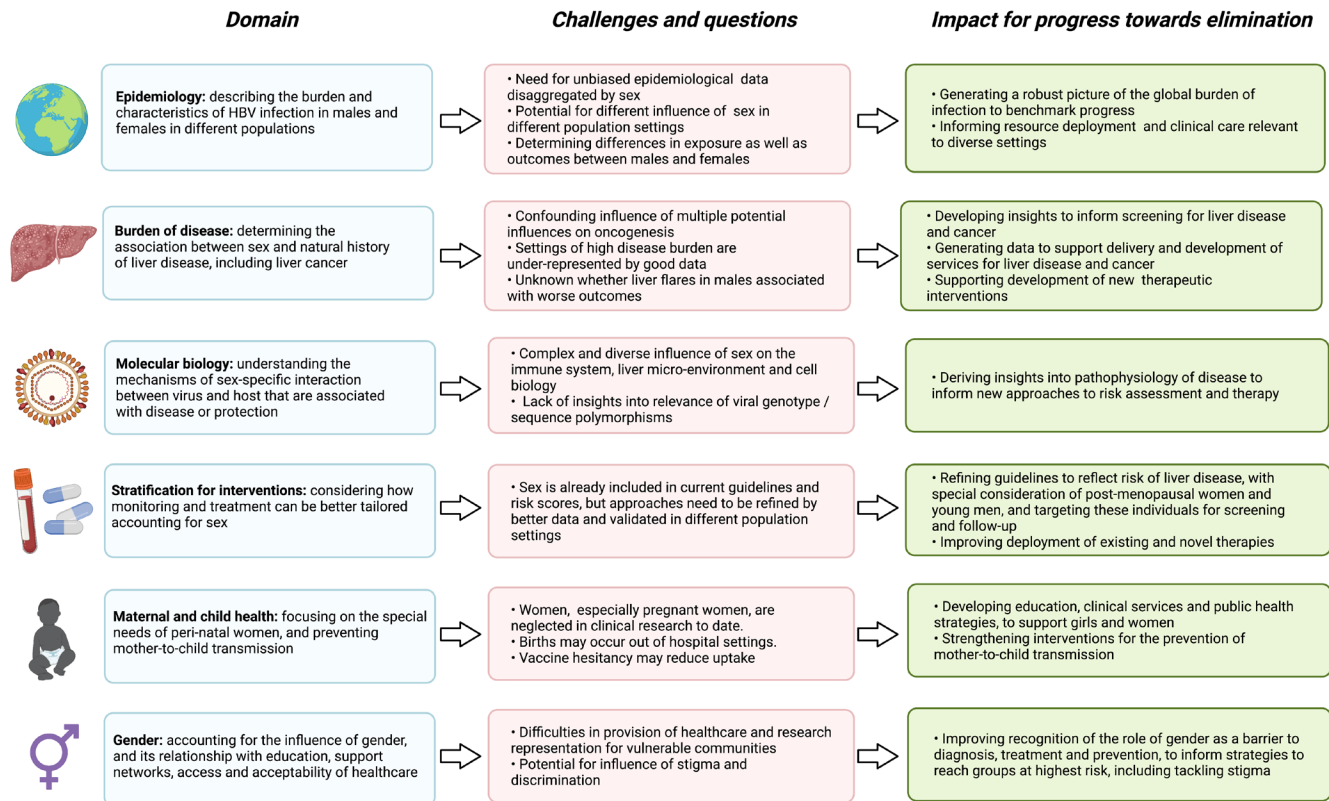 Domain
Challenges and questions
Impact for progress towards elimination
Epidemiology: describing the burden and
characteristics of HBV infection in males and
females in different populations
• Need for unbiased epidemiological data
disaggregated by sex
• Potential for different influence of sex in
different population settings
• Determining differences in exposure as well as
outcomes between males and females
• Generating a robust picture of the global burden of
infection to benchmark progress
• Informing resource deployment and clinical care relevant
to diverse settings
Burden of disease: determining the
association between sex and natural history
of liver disease, including liver cancer
• Confounding influence of multiple potential
influences on oncogenesis
• Settings of high disease burden are
under-represented by good data
• Unknown whether liver flares in males associated
with worse outcomes
• Developing insights to inform screening for liver disease
and cancer
• Generating data to support delivery and development of
services for liver disease and cancer
• Supporting development of new therapeutic
interventions
Molecular biology: understanding the
mechanisms of sex-specific interaction
between virus and host that are associated
with disease or protection
• Complex and diverse influence of sex on the
immune system, liver micro-environment and cell
biology
• Lack of insights into relevance of viral genotype /
sequence polymorphisms
• Deriving insights into pathophysiology of disease to
inform new approaches to risk assessment and therapy
Stratification for interventions: considering how
monitoring and treatment can be better tailored
accounting for sex
• Sex is already included in current guidelines and
risk scores, but approaches need to be refined by
better data and validated in different population
settings
• Refining guidelines to reflect risk of liver disease, with
special consideration of post-menopausal women and
young men, and targeting these individuals for screening
and follow-up
• Improving deployment of existing and novel therapies
Maternal and child health: focusing on the special
needs of peri-natal women, and preventing
mother-to-child transmission
• Women, especially pregnant women, are
neglected in clinical research to date.
• Births may occur out of hospital settings.
• Vaccine hesitancy may reduce uptake
• Developing education, clinical services and public health
strategies, to support girls and women
• Strengthening interventions for the prevention of
mother-to-child transmission
Gender: accounting for the influence of gender,
and its relationship with education, support
networks, access and acceptability of healthcare
• Difficulties in provision of healthcare and research
representation for vulnerable communities
• Potential for influence of stigma and
discrimination
• Improving recognition of the role of gender as a barrier to
diagnosis, treatment and prevention, to inform strategies to
reach groups at highest risk, including tackling stigma